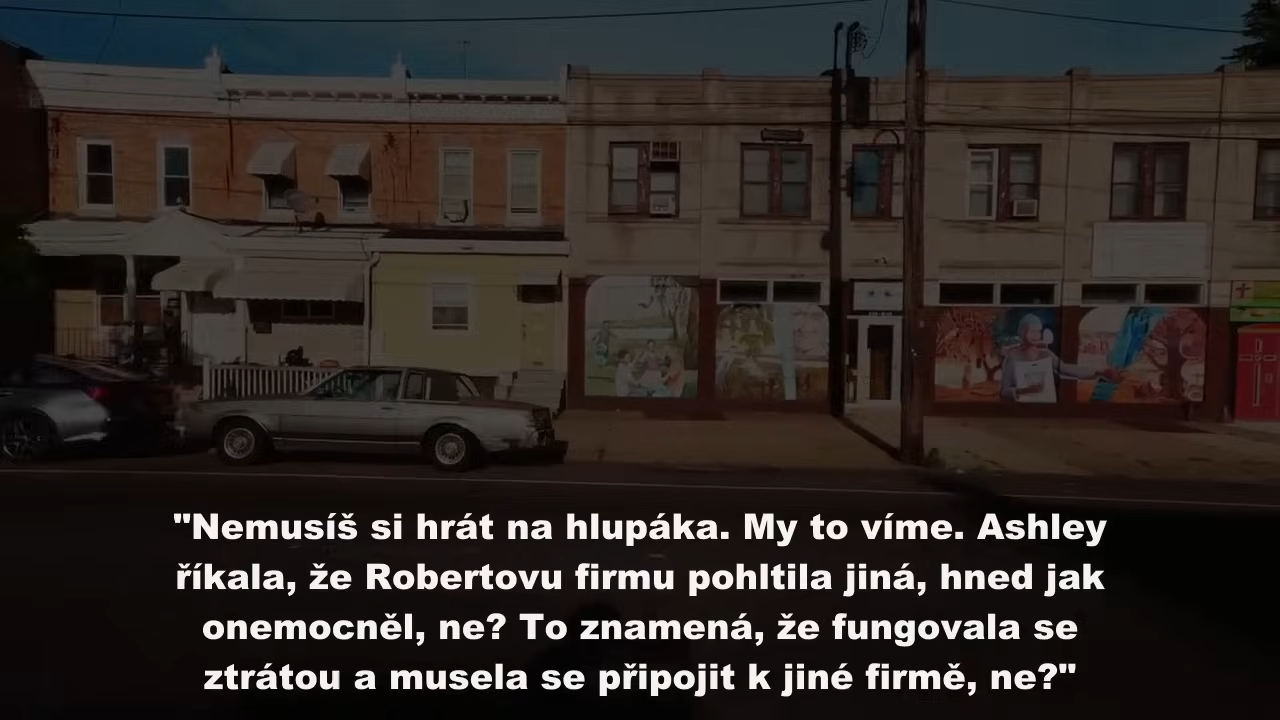 "Nemusíš si hrát na hlupáka. My to víme. Ashley
říkala, že Robertovu firmu pohltila jiná, hned jak
onemocněl, ne? To znamená, že fungovala se
ztrátou a musela se připojit k jiné firmě, ne?"